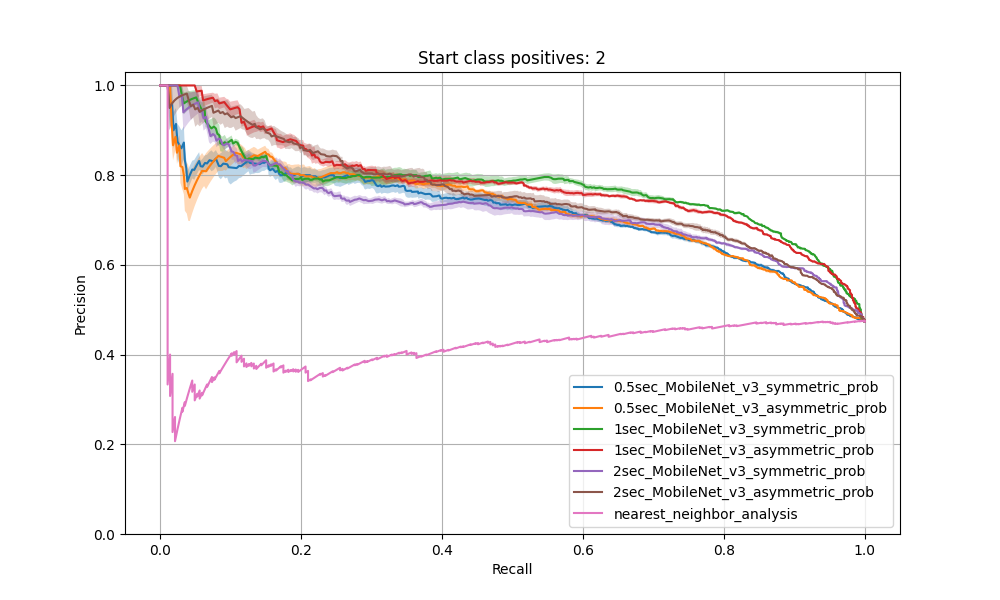 Start class positives: 2
Precision
1.0
0.8
0.6
0.4
0.2
0.0
0.5sec_MobileNet_v3_symmetric_prob
0.5sec_MobileNet_v3_asymmetric_prob
1sec_MobileNet_v3_symmetric_prob
1sec_MobileNet_v3_asymmetric_prob
2sec_MobileNet_v3_symmetric_prob
2sec_MobileNet_v3_asymmetric_prob
nearest_neighbor_analysis
0.0 0.2 0.4 0.6 0.8 1.0
Recall